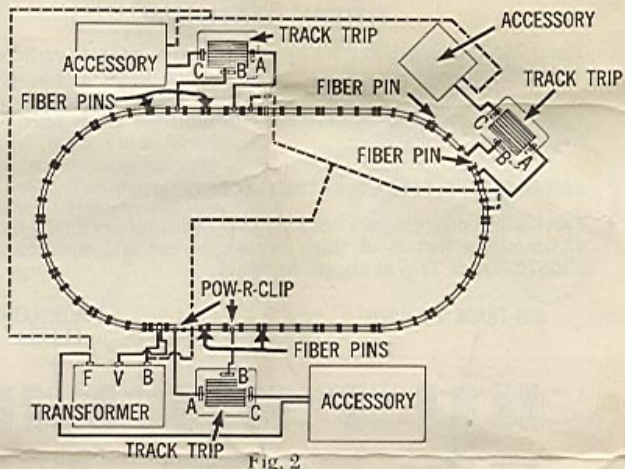 ACCESSORY
TRACK TRIP
C
B
A
FIBER PINS
ACCESSORY
TRACK TRIP
FIBER PIN
C
B
A
FIBER PIN
POW-R-CLIP
FIBER PINS
F V B
TRANSFORMER
B
A
C
TRACK TRIP
ACCESSORY
Fig. 2